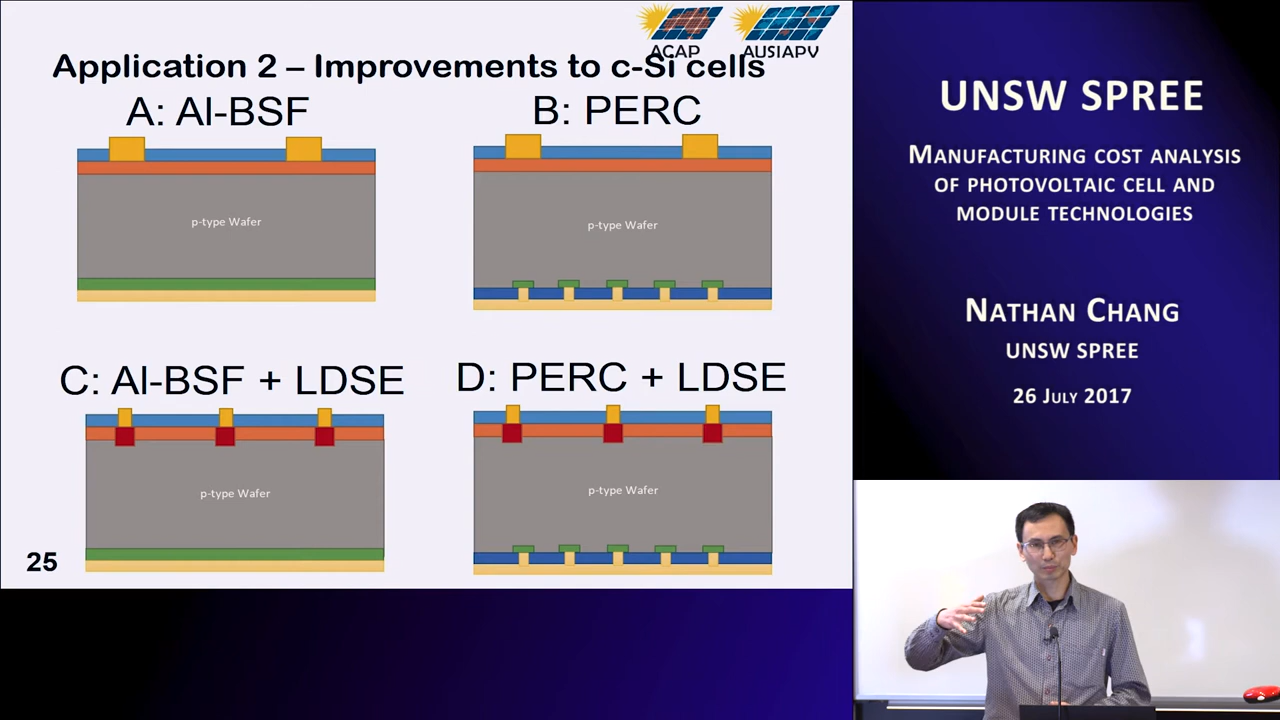 ACAP
AUSIAPV
Application 2 – Improvements to c-Si cells
A: Al-BSF
B: PERC
p-type Wafer
p-type Wafer
C: Al-BSF + LDSE
D: PERC + LDSE
p-type Wafer
p-type Wafer
25
UNSW SPREE
MANUFACTURING COST ANALYSIS
OF PHOTOVOLTAIC CELL AND
MODULE TECHNOLOGIES
NATHAN CHANG
UNSW SPREE
26 JULY 2017